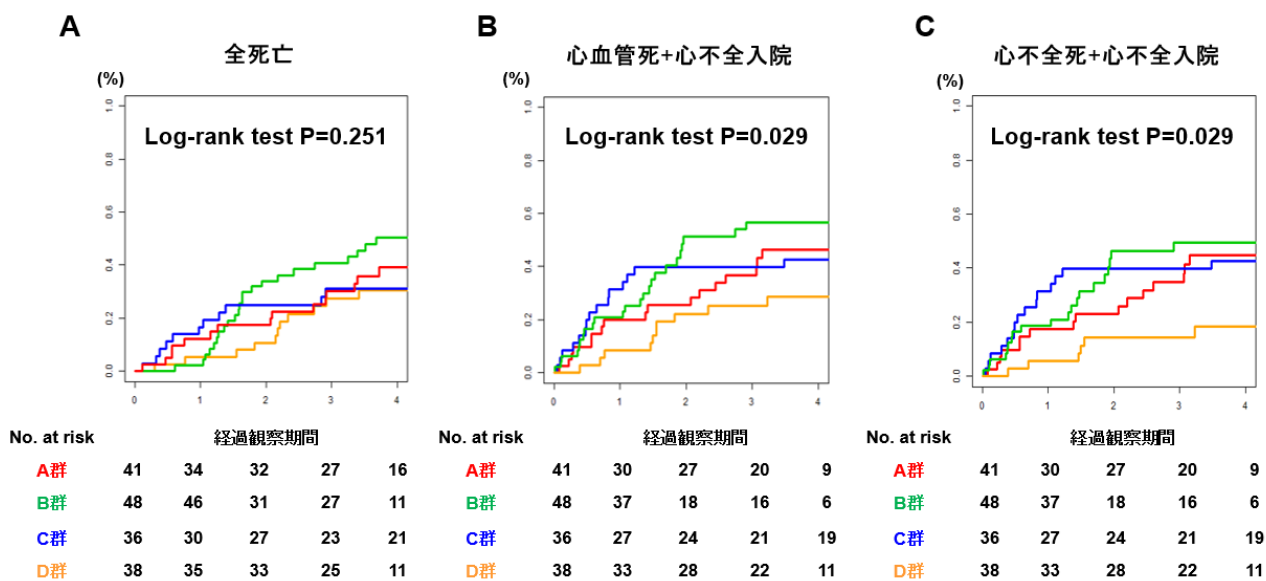 A
全死亡
(%)
Log-rank test P=0.251
1.0
0.8
0.6
0.4
0.2
0.0
0 1 2 3 4
No. at risk 経過観察期間
A群 41 34 32 27 16
B群 48 46 31 27 11
C群 36 30 27 23 21
D群 38 35 33 25 11
B
心血管死+心不全入院
(%)
Log-rank test P=0.029
1.0
0.8
0.6
0.4
0.2
0.0
0 1 2 3 4
No. at risk 経過観察期間
A群 41 30 27 20 9
B群 48 37 18 16 6
C群 36 27 24 21 19
D群 38 33 28 22 11
C
心不全死+心不全入院
(%)
Log-rank test P=0.029
1.0
0.8
0.6
0.4
0.2
0.0
0 1 2 3 4
No. at risk 経過観察期間
A群 41 30 27 20 9
B群 48 37 18 16 6
C群 36 27 24 21 19
D群 38 33 28 22 11